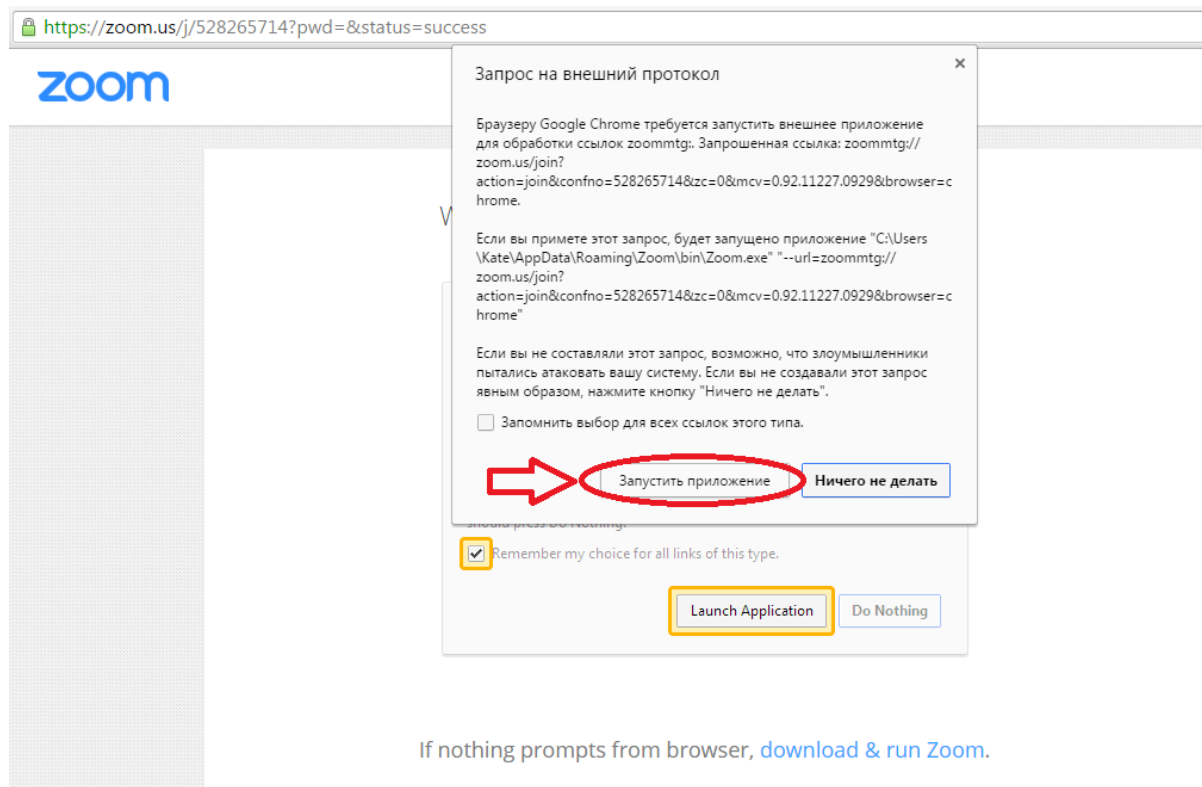 https://zoom.us/j/528265714?pwd=&status=success
zoom
Запрос на внешний протокол
Браузеру Google Chrome требуется запустить внешнее приложение
для обработки ссылок zoommtg:. Запрошенная ссылка: zoommtg://
zoom.us/join?
action=join&confno=528265714&zc=0&mcv=0.92.11227.0929&browser=c
hrome.
W
Если вы примете этот запрос, будет запущено приложение "C:\Users
\Kate\AppData\Roaming\Zoom\bin\Zoom.exe" "--url=zoommtg://
zoom.us/join?
action=join&confno=528265714&zc=0&mcv=0.92.11227.0929&browser=c
hrome"
Если вы не составляли этот запрос, возможно, что злоумышленники
пытались атаковать вашу систему. Если вы не создавали этот запрос
явным образом, нажмите кнопку "Ничего не делать".
Запомнить выбор для всех ссылок этого типа.
Запустить приложение Ничего не делать
should press Do Nothing.
Remember my choice for all links of this type.
Launch Application Do Nothing
If nothing prompts from browser, download & run Zoom.